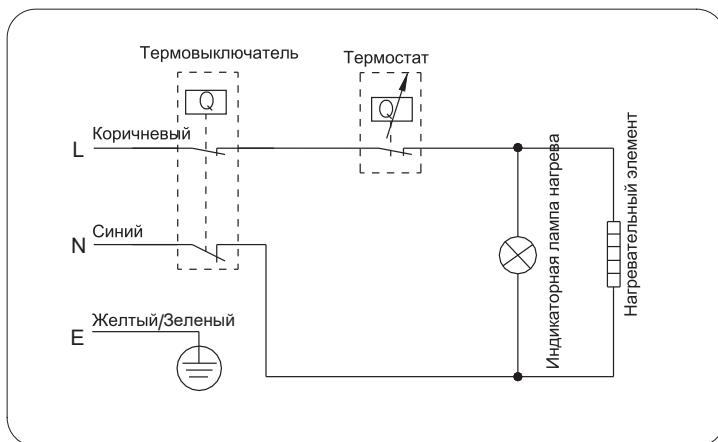 Термовыключатель
Термостат
Q
Q
L
Коричневый
N
Синий
E
Желтый/Зеленый
Индикаторная лампа нагрева
Нагревательный элемент